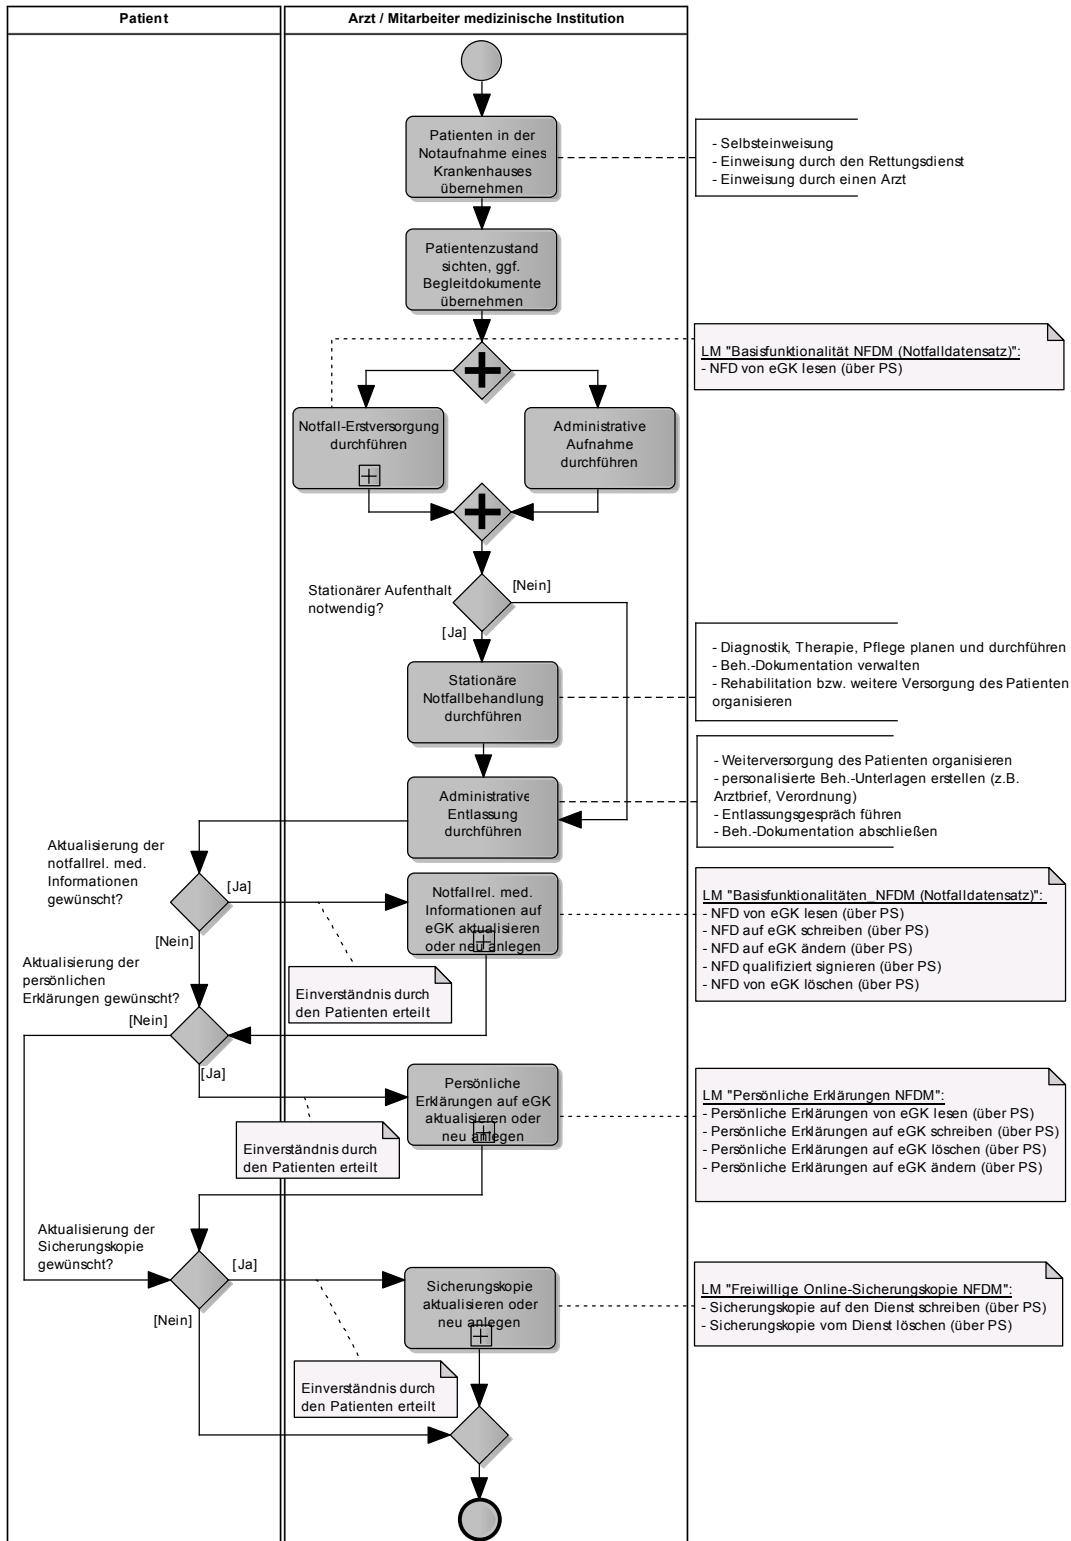 Patient
Arzt / Mitarbeiter medizinische Institution
Patienten in der
Notaufnahme eines
Krankenhauses
übernehmen
- Selbsteinweisung
- Einweisung durch den Rettungsdienst
- Einweisung durch einen Arzt
Patientenzustand
sichten, ggf.
Begleitdokumente
übernehmen
LM "Basisfunktionalität NFDM (Notfalldatensatz)":
- NFD von eGK lesen (über PS)
Notfall-Erstversorgung
durchführen
Administrative
Aufnahme
durchführen
Stationärer Aufenthalt
notwendig?
[Nein]
[Ja]
Stationäre
Notfallbehandlung
durchführen
- Diagnostik, Therapie, Pflege planen und durchführen
- Beh.-Dokumentation verwalten
- Rehabilitation bzw. weitere Versorgung des Patienten
organisieren
Administrative
Entlassung
durchführen
- Weiterversorgung des Patienten organisieren
- personalisierte Beh.-Unterlagen erstellen (z.B.
Arztbrief, Verordnung)
- Entlassungsgespräch führen
- Beh.-Dokumentation abschließen
Aktualisierung der
notfallrel. med.
Informationen
gewünscht?
[Ja]
[Nein]
Notfallrel. med.
Informationen auf
eGK aktualisieren
oder neu anlegen
LM "Basisfunktionalitäten_NFDM (Notfalldatensatz)":
- NFD von eGK lesen (über PS)
- NFD auf eGK schreiben (über PS)
- NFD auf eGK ändern (über PS)
- NFD qualifiziert signieren (über PS)
- NFD von eGK löschen (über PS)
Einverständnis durch
den Patienten erteilt
Aktualisierung der
persönlichen
Erklärungen gewünscht?
[Nein]
[Ja]
Persönliche
Erklärungen auf eGK
aktualisieren oder
neu anlegen
LM "Persönliche Erklärungen NFDM":
- Persönliche Erklärungen von eGK lesen (über PS)
- Persönliche Erklärungen auf eGK schreiben (über PS)
- Persönliche Erklärungen auf eGK löschen (über PS)
- Persönliche Erklärungen auf eGK ändern (über PS)
Einverständnis durch
den Patienten erteilt
Aktualisierung der
Sicherungskopie
gewünscht?
[Ja]
[Nein]
Sicherungskopie
aktualisieren oder
neu anlegen
LM "Freiwillige Online-Sicherungskopie NFDM":
- Sicherungskopie auf den Dienst schreiben (über PS)
- Sicherungskopie vom Dienst löschen (über PS)
Einverständnis durch
den Patienten erteilt